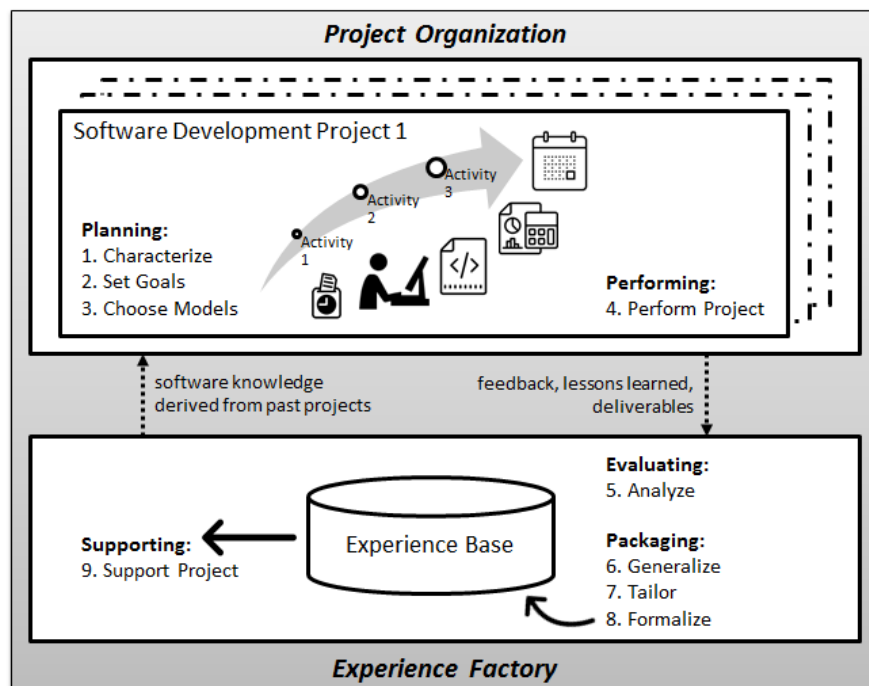 Project Organization
Software Development Project 1
Activity
1
Activity
2
Activity
3
Planning:
1. Characterize
2. Set Goals
3. Choose Models
</>
Performing:
4. Perform Project
software knowledge
derived from past projects
feedback, lessons learned,
deliverables
Supporting:
9. Support Project
Experience Base
Evaluating:
5. Analyze
Packaging:
6. Generalize
7. Tailor
8. Formalize
Experience Factory